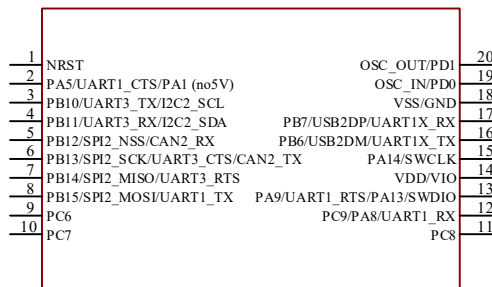 1 NRST OSC_OUT/PD1 20
2 PA5/UART1_CTS/PA1 (no5V) OSC_IN/PD0 19
3 PB10/UART3_TX/I2C2_SCL VSS/GND 18
4 PB11/UART3_RX/I2C2_SDA PB7/USB2DP/UART1X_RX 17
5 PB12/SPI2_NSS/CAN2_RX PB6/USB2DM/UART1X_TX 16
6 PB13/SPI2_SCK/UART3_CTS/CAN2_TX PA14/SWCLK 15
7 PB14/SPI2_MISO/UART3_RTS VDD/VIO 14
8 PB15/SPI2_MOSI/UART1_TX PA9/UART1_RTS/PA13/SWDIO 13
9 PC6 PC9/PA8/UART1_RX 12
10 PC7 PC8 11